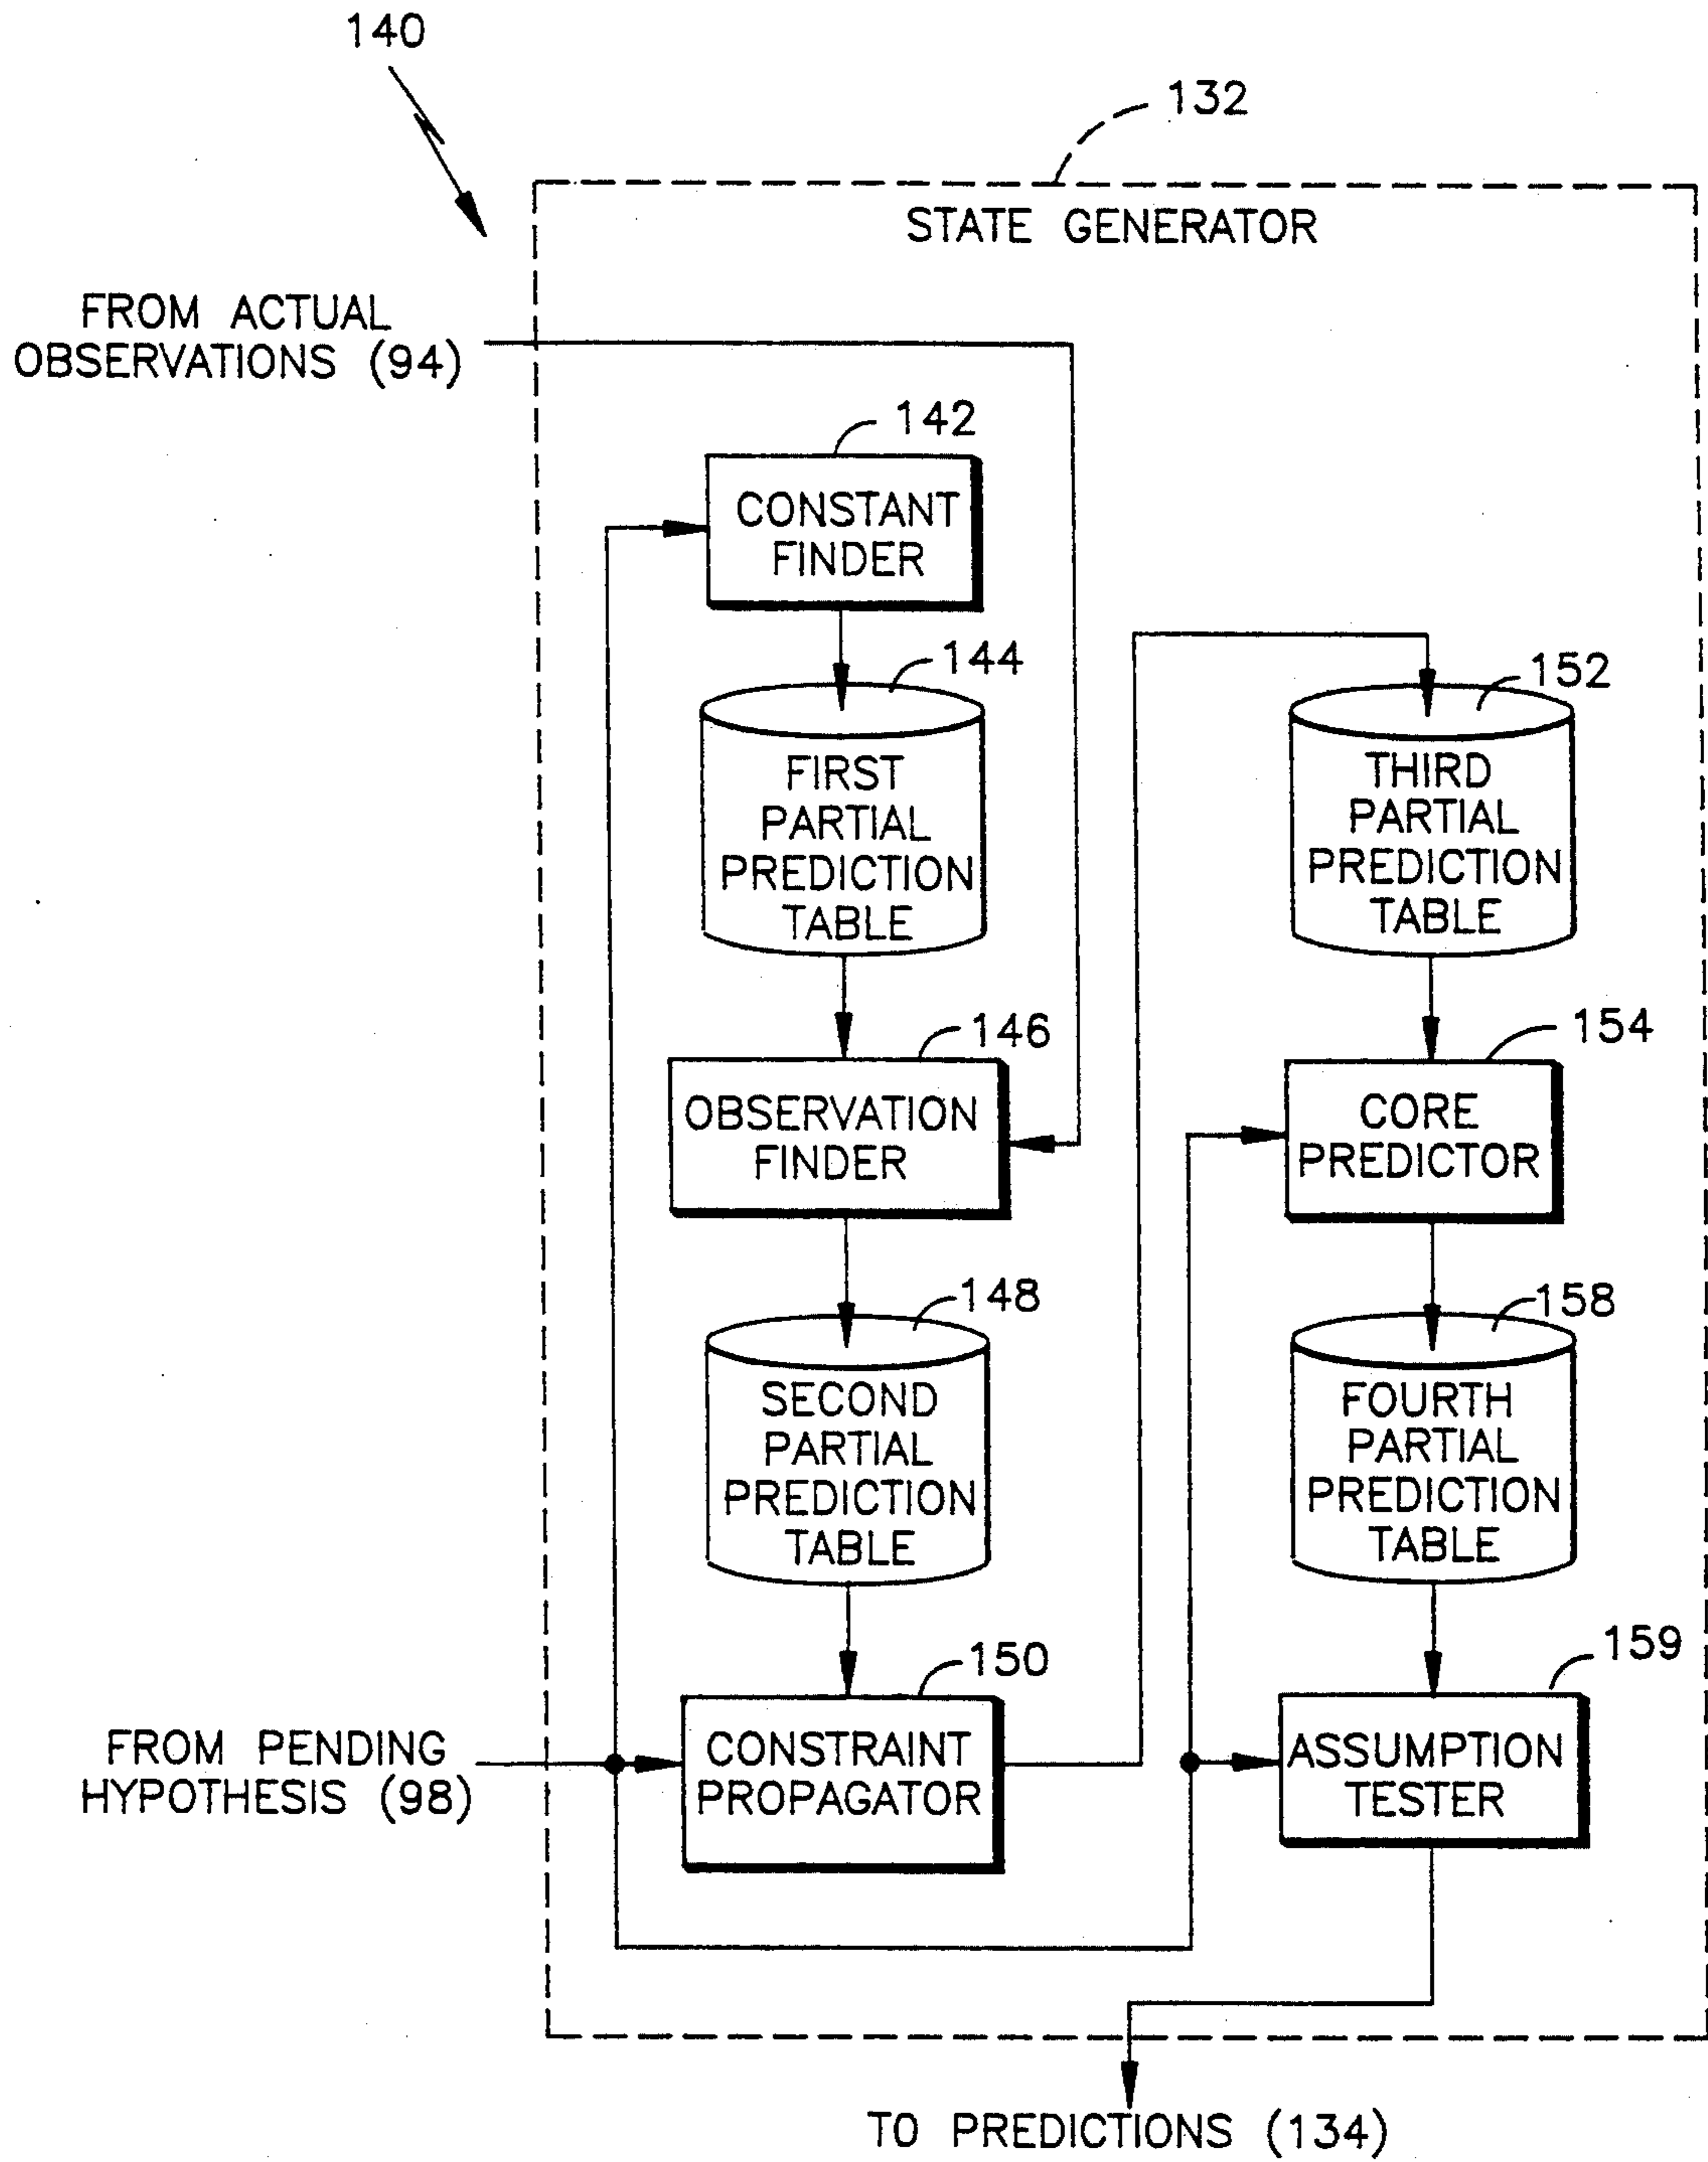 140
132
STATE GENERATOR
FROM ACTUAL
OBSERVATIONS (94)
142
CONSTANT
FINDER
144
FIRST
PARTIAL
PREDICTION
TABLE
152
THIRD
PARTIAL
PREDICTION
TABLE
146
OBSERVATION
FINDER
154
CORE
PREDICTOR
148
SECOND
PARTIAL
PREDICTION
TABLE
158
FOURTH
PARTIAL
PREDICTION
TABLE
FROM PENDING
HYPOTHESIS (98)
150
CONSTRAINT
PROPAGATOR
159
ASSUMPTION
TESTER
TO PREDICTIONS (134)